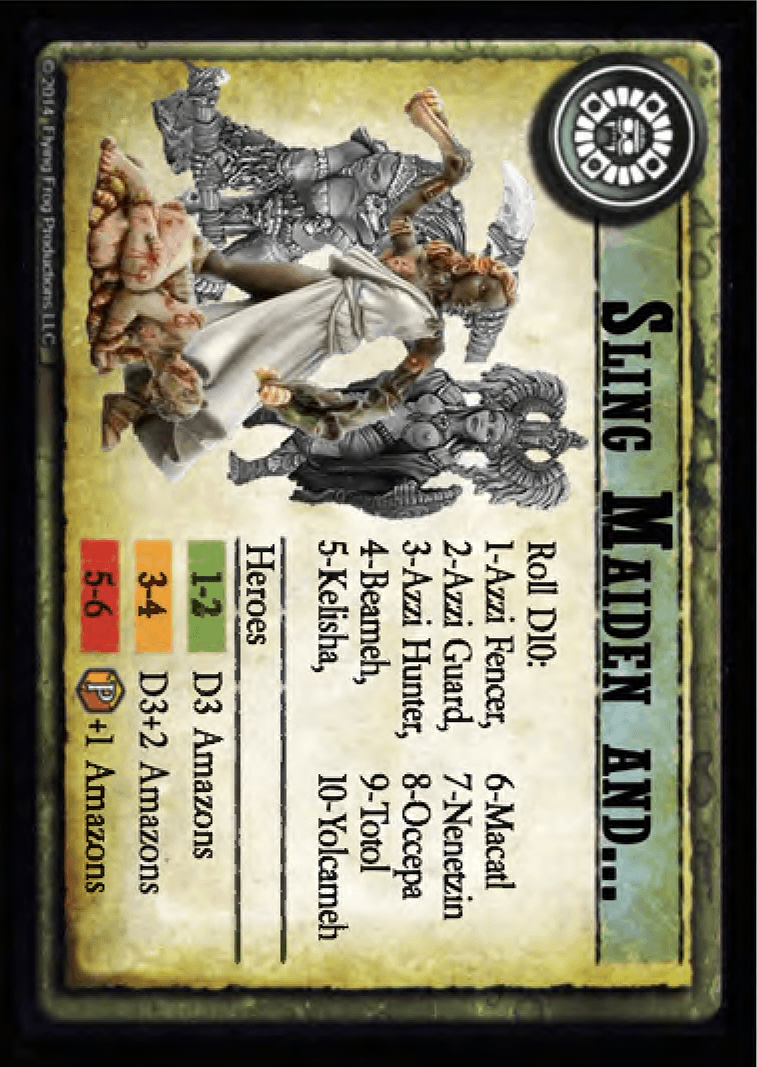 SLING MAIDEN AND...
Roll D10:
1-Azzi Fencer,
2-Azzi Guard,
3-Azzi Hunter,
4-Beameh,
5-Kelisha,
6-Macatl
7-Nenetzin
8-Occepa
9-Totol
10-Yolcameh
Heroes
1-2 D3 Amazons
3-4 D3+2 Amazons
5-6 P +1 Amazons
© 2014 Flying Frog Productions LLC